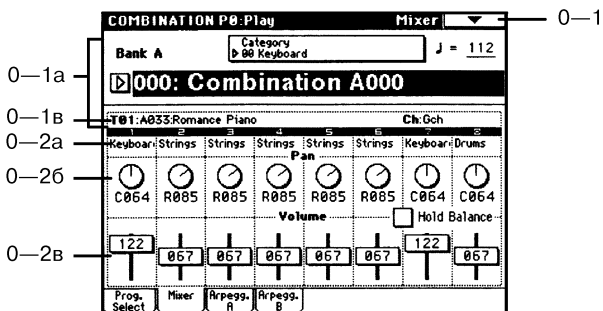 COMBINATION P0:Play Mixer
0—1
Category
Bank A
00 Keyboard
♩ = 112
0—1а
000: Combination A000
0—1в
T01:A033:Romance Piano Ch:Gch
1 2 3 4 5 6 7 8
0—2а
Keyboar Strings Strings Strings Strings Strings Keyboar Drums
Pan
0—2б
C064 R085 R085 R085 R085 R085 C064 R085
Volume Hold Balance
0—2в
122 067 067 067 067 067 122 067
Prog. Select Mixer Arpegg. A Arpegg. B